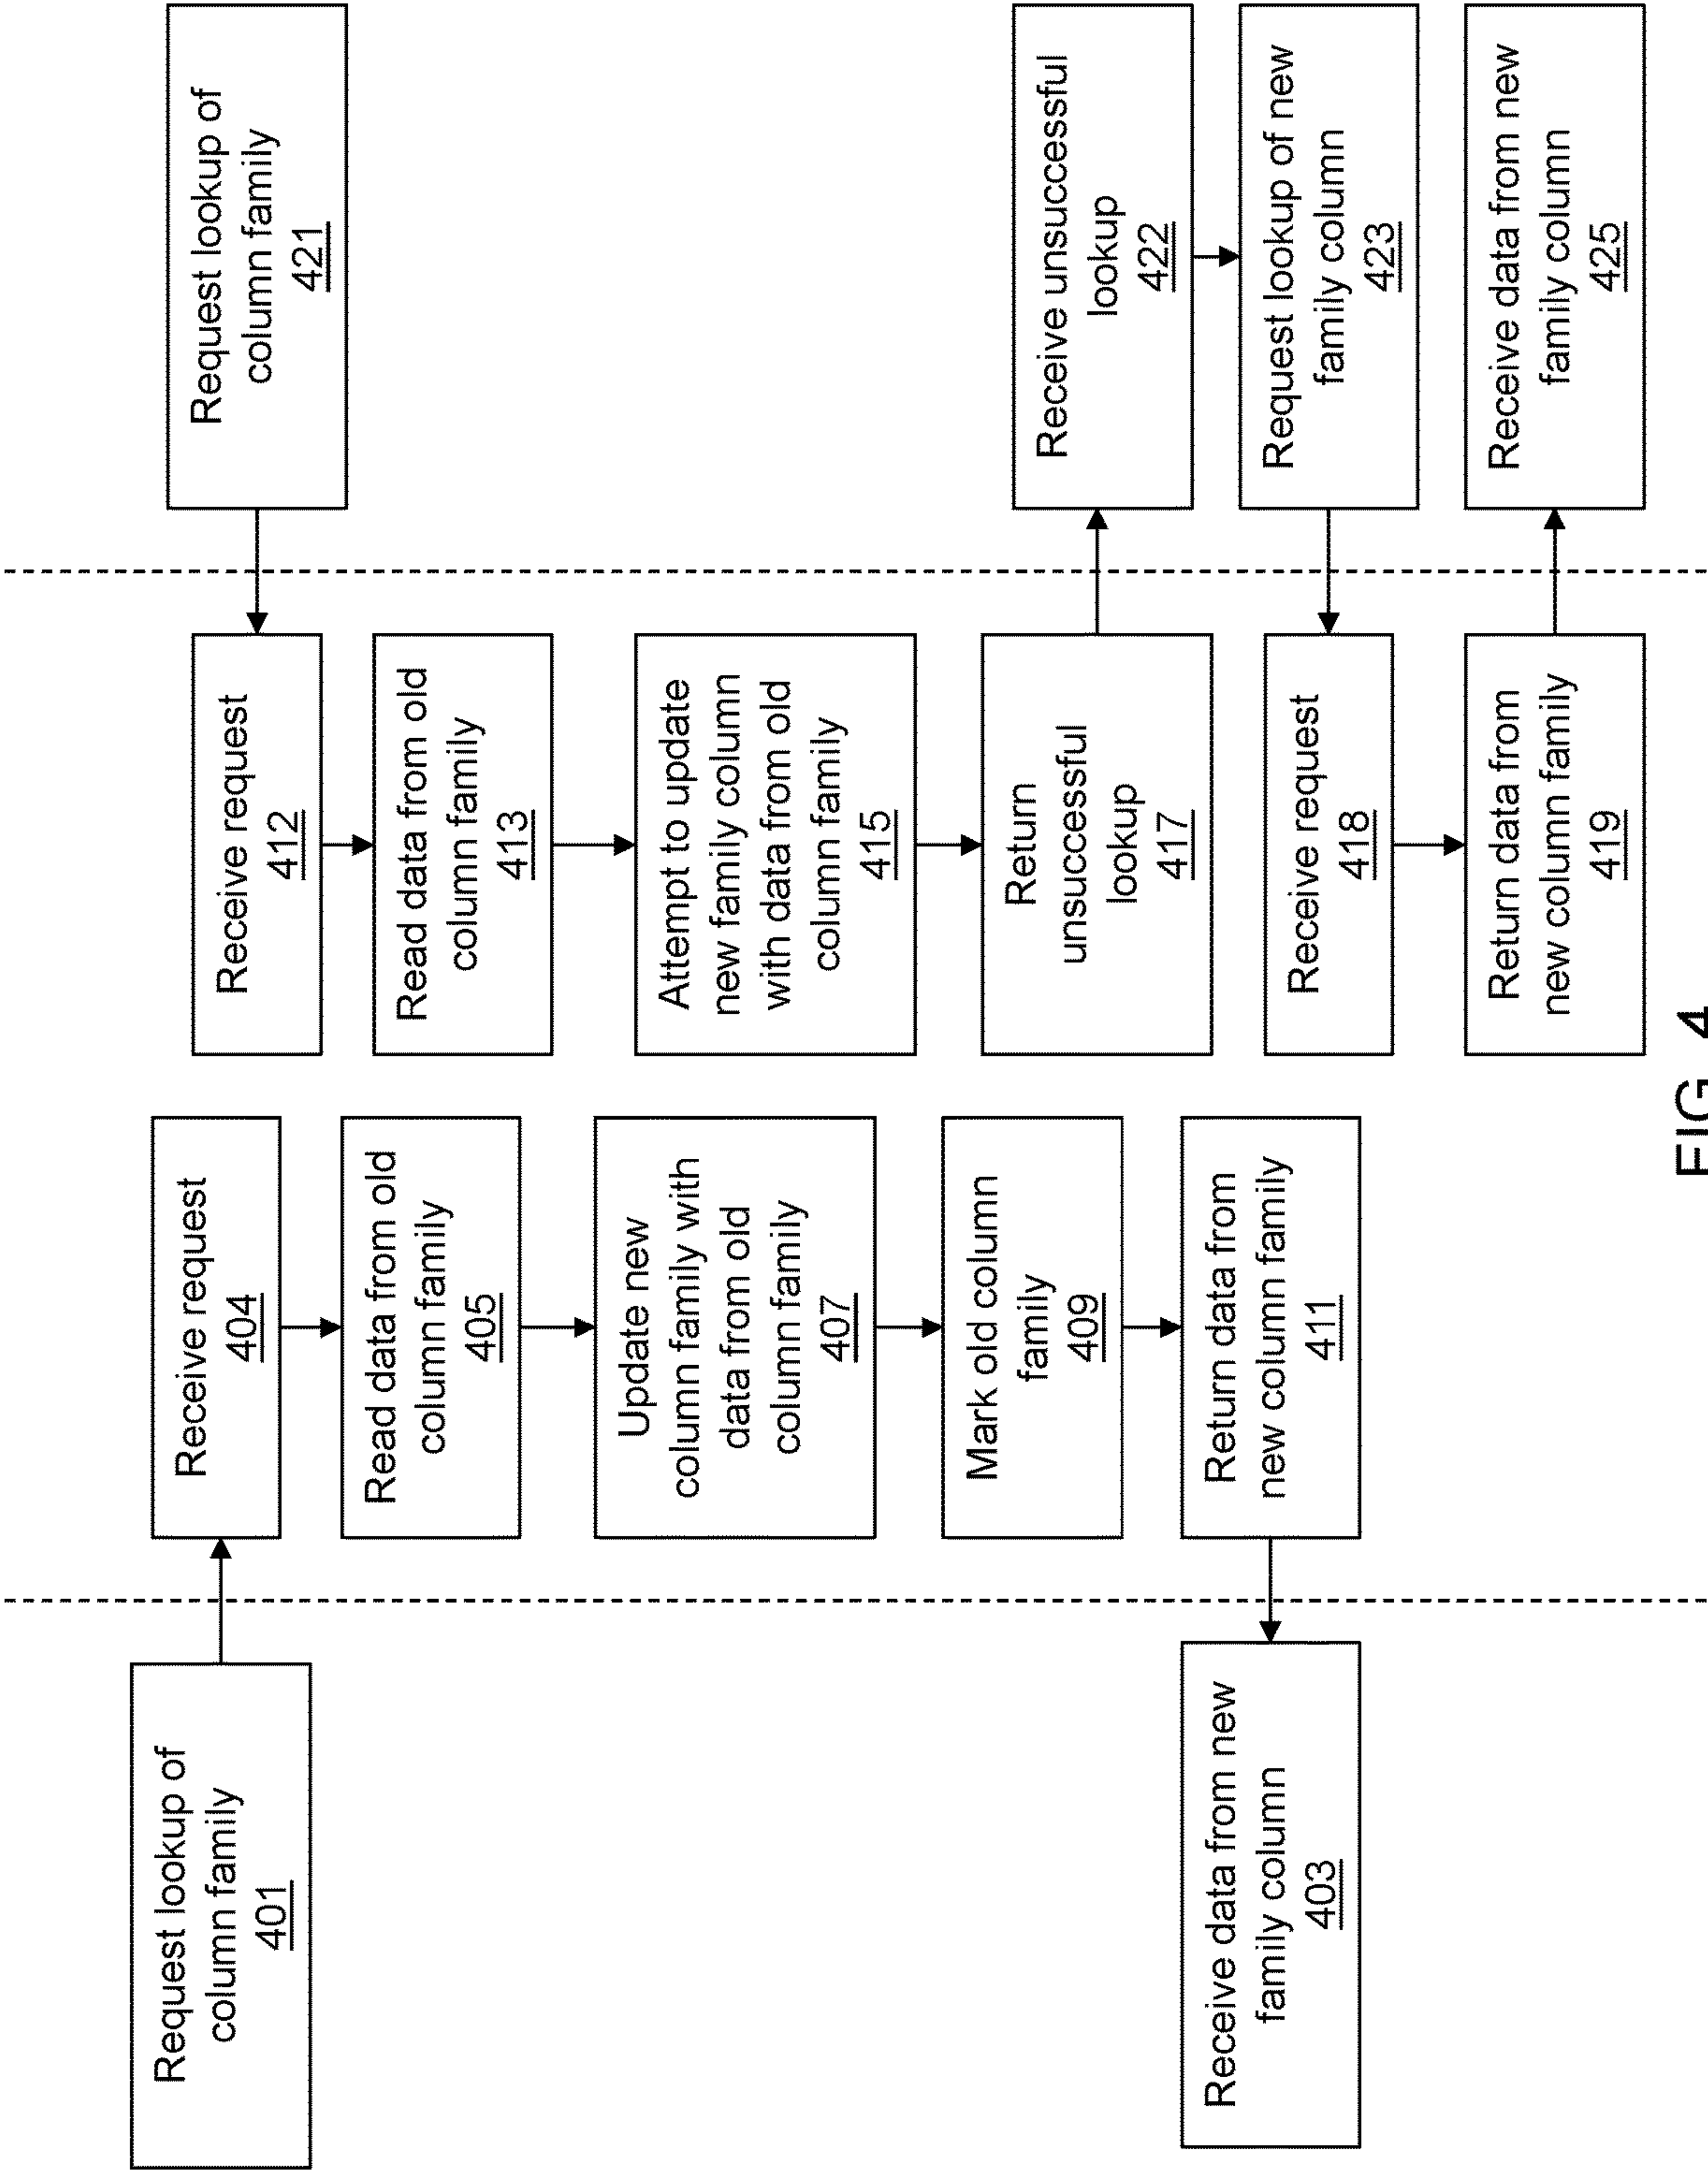 Request lookup of
column family
401
Receive data from new
family column
403
Receive request
404
Read data from old
column family
405
Update new
column family with
data from old
column family
407
Mark old column
family
409
Return data from
new column family
411
Receive request
412
Read data from old
column family
413
Attempt to update
new family column
with data from old
column family
415
Return
unsuccessful
lookup
417
Receive request
418
Return data from
new column family
419
Request lookup of
column family
421
Receive unsuccessful
lookup
422
Request lookup of new
family column
423
Receive data from new
family column
425
FIG. 4